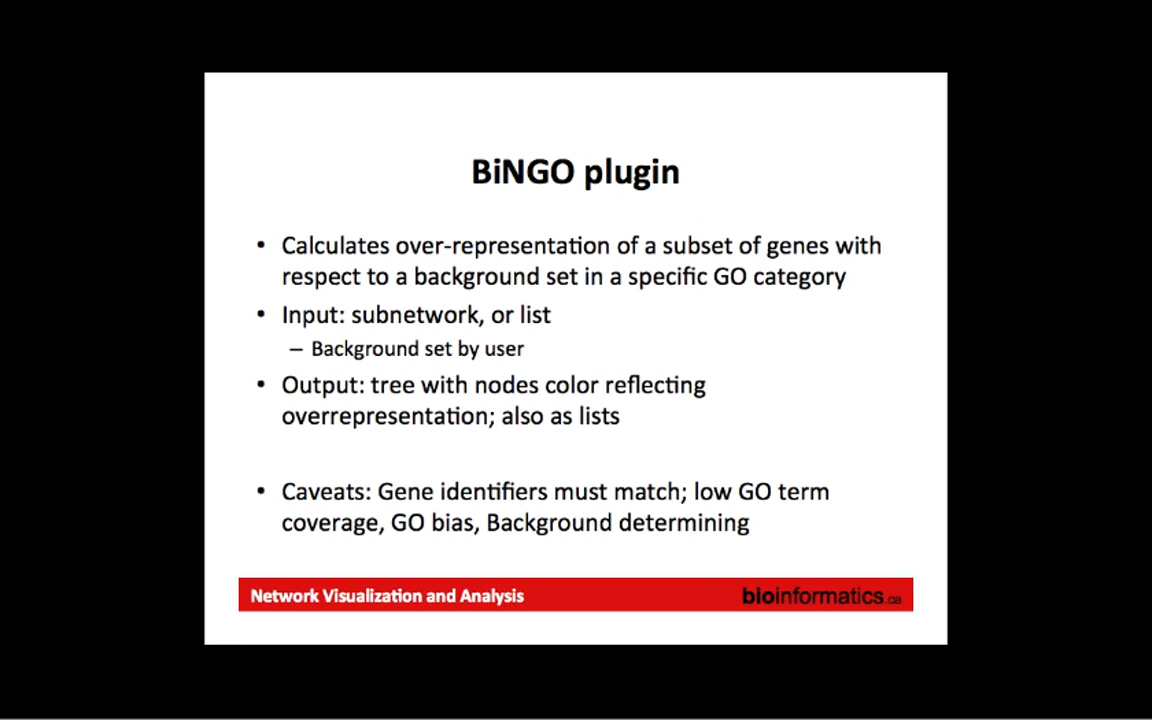 BiNGO plugin
• Calculates over-representation of a subset of genes with
respect to a background set in a specific GO category
• Input: subnetwork, or list
– Background set by user
• Output: tree with nodes color reflecting
overrepresentation; also as lists
• Caveats: Gene identifiers must match; low GO term
coverage, GO bias, Background determining
Network Visualization and Analysis
bioinformatics.ca